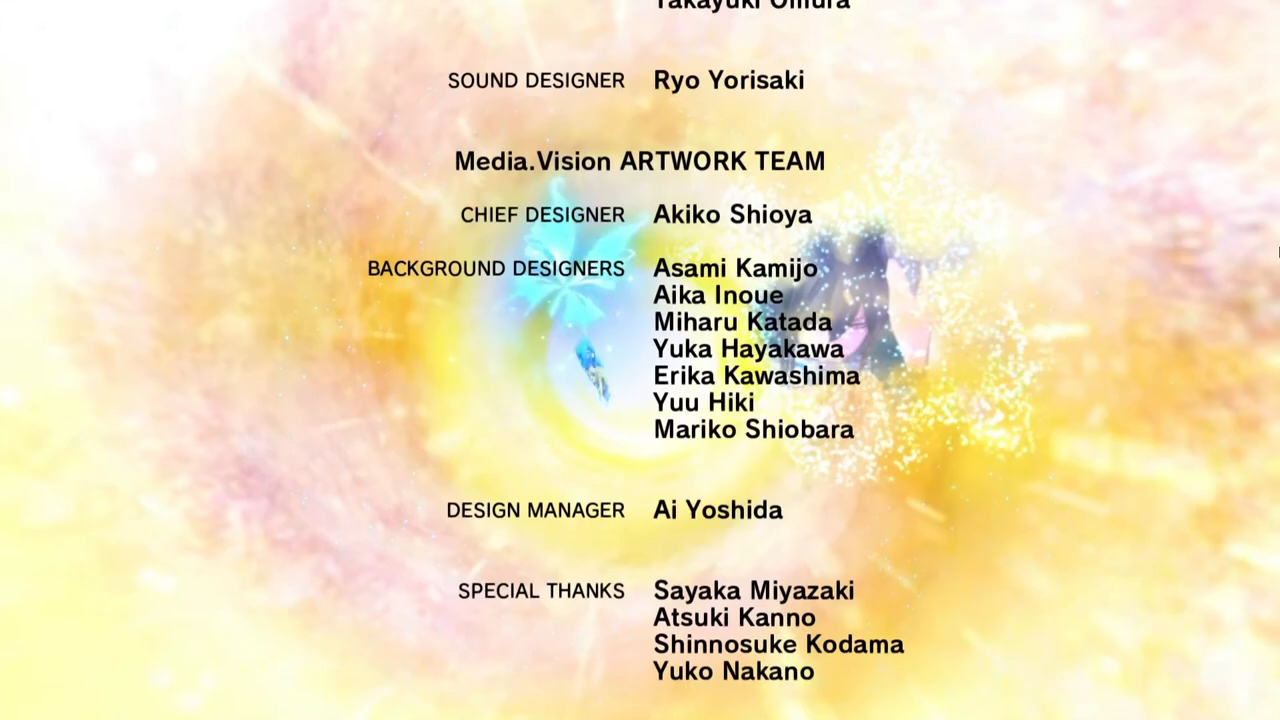 Takayuki Omura
SOUND DESIGNER Ryo Yorisaki
Media.Vision ARTWORK TEAM
CHIEF DESIGNER Akiko Shioya
BACKGROUND DESIGNERS Asami Kamijo
Aika Inoue
Miharu Katada
Yuka Hayakawa
Erika Kawashima
Yuu Hiki
Mariko Shiobara
DESIGN MANAGER Ai Yoshida
SPECIAL THANKS Sayaka Miyazaki
Atsuki Kanno
Shinnosuke Kodama
Yuko Nakano